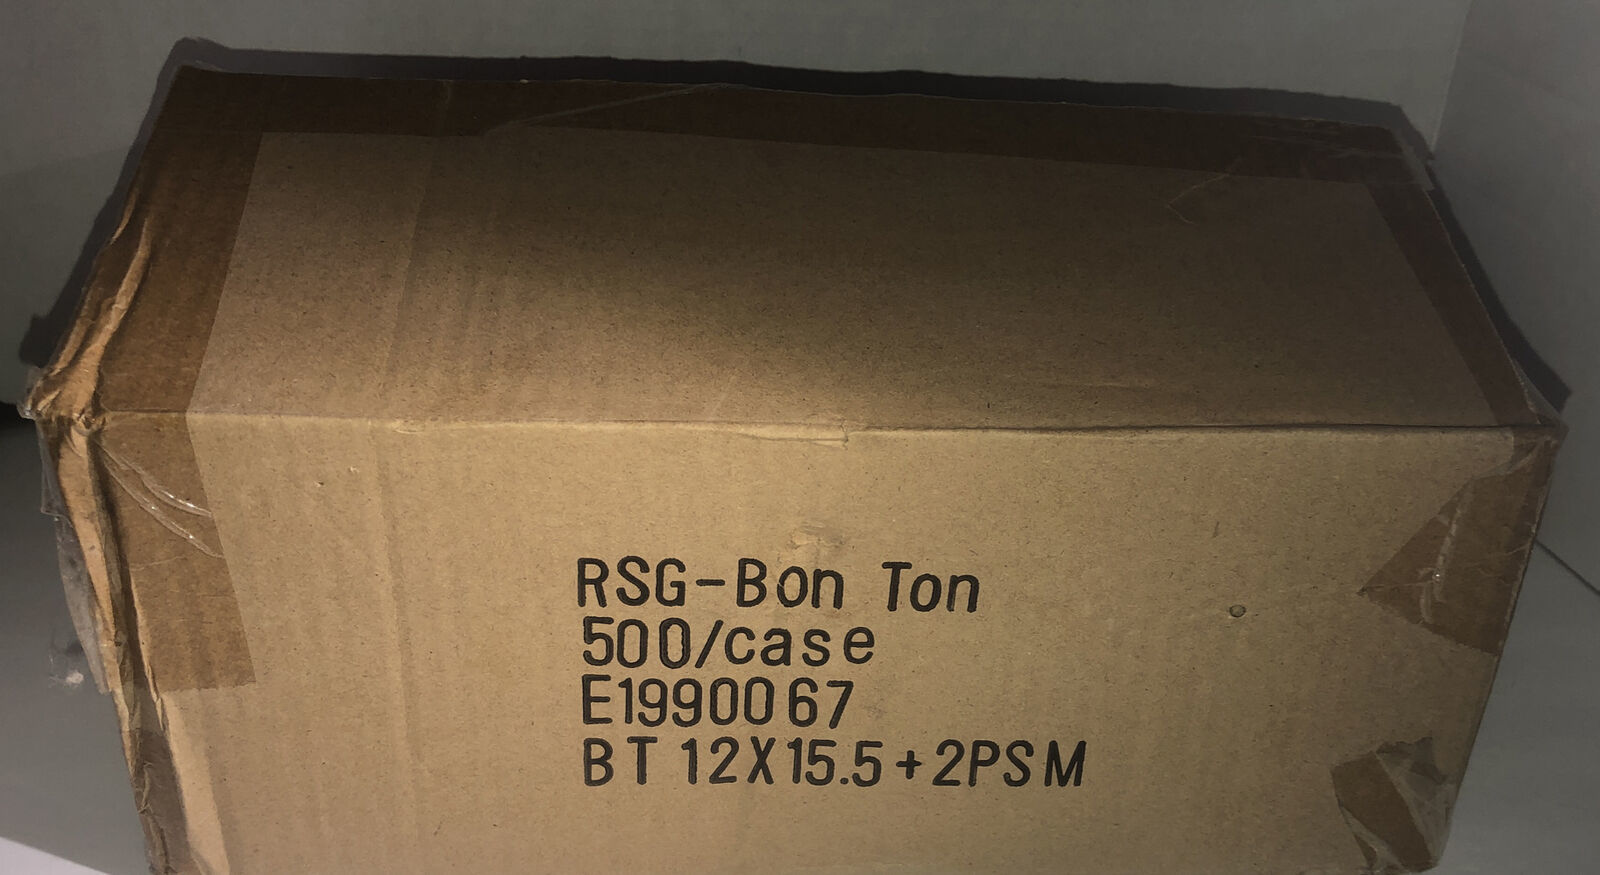 RSG-Bon Ton
500/case
E1990067
BT 12X15.5+2PSM